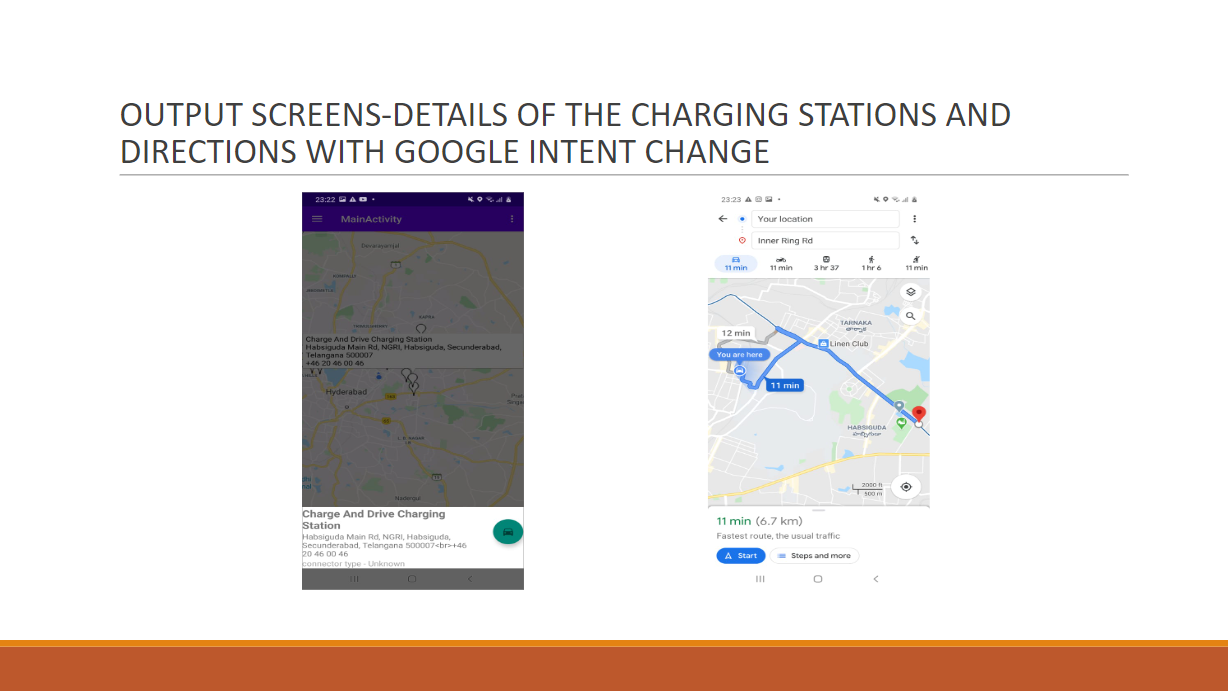 OUTPUT SCREENS-DETAILS OF THE CHARGING STATIONS AND
DIRECTIONS WITH GOOGLE INTENT CHANGE
23:22
MainActivity
Devarayamjal
KAPRA
Charge And Drive Charging Station
Habsiguda Main Rd, NGRI, Habsiguda, Secunderabad,
Telangana 500007
+46 20 46 00 46
Hyderabad
L. B. NAGAR
Nadergul
Charge And Drive Charging
Station
Habsiguda Main Rd, NGRI, Habsiguda,
Secunderabad, Telangana 500007<br>+46
20 46 00 46
connector type - Unknown
23:23
Your location
Inner Ring Rd
11 min
11 min
3 hr 37
1 hr 6
11 min
TARNAKA
12 min
Linen Club
You are here
11 min
HABSIGUDA
2000 ft
500 m
11 min (6.7 km)
Fastest route, the usual traffic
Start
Steps and more